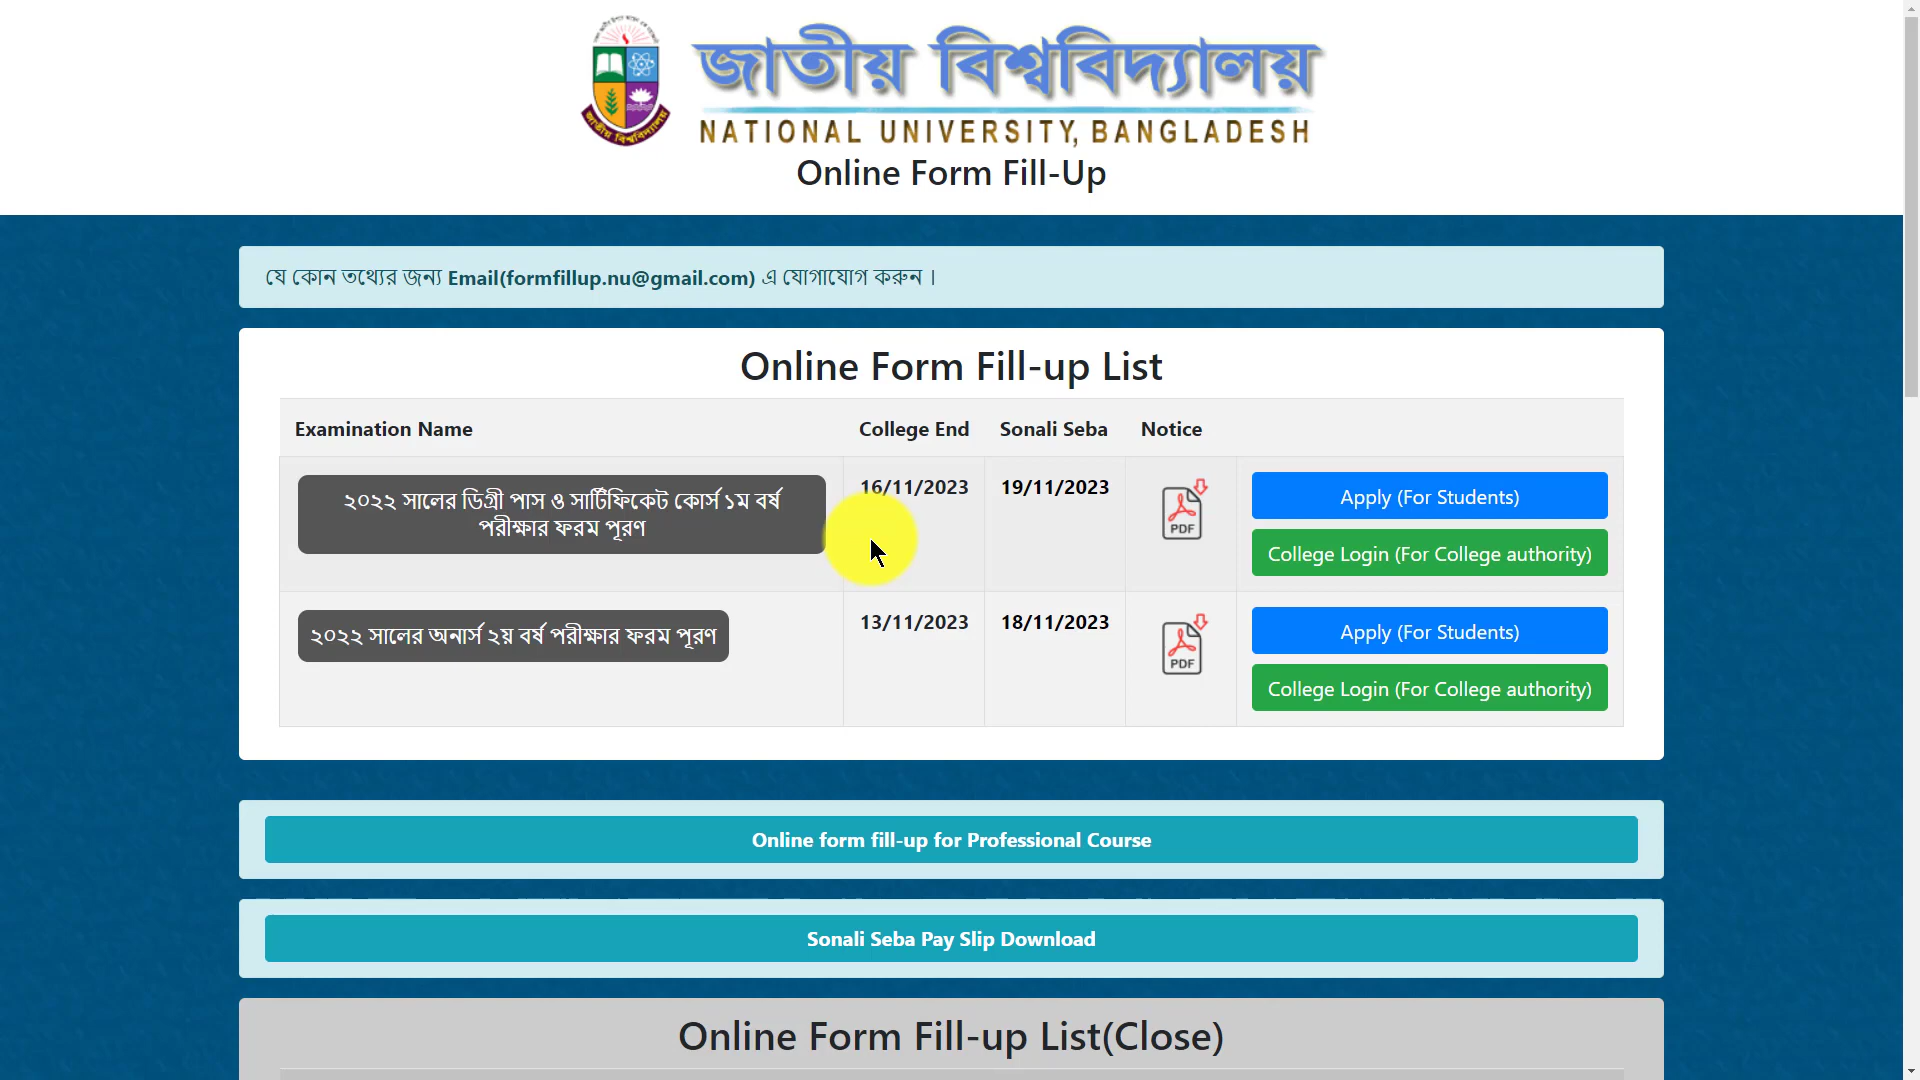 জাতীয় বিশ্ববিদ্যালয়
NATIONAL UNIVERSITY, BANGLADESH
Online Form Fill-Up
যে কোন তথ্যের জন্য Email(formfillup.nu@gmail.com) এ যোগাযোগ করুন ।
Online Form Fill-up List
Examination Name College End Sonali Seba Notice
২০২২ সালের ডিগ্রী পাস ও সার্টিফিকেট কোর্স ১ম বর্ষ
পরীক্ষার ফরম পূরণ
16/11/2023 19/11/2023
PDF
Apply (For Students)
College Login (For College authority)
২০২২ সালের অনার্স ২য় বর্ষ পরীক্ষার ফরম পূরণ
13/11/2023 18/11/2023
PDF
Apply (For Students)
College Login (For College authority)
Online form fill-up for Professional Course
Sonali Seba Pay Slip Download
Online Form Fill-up List(Close)